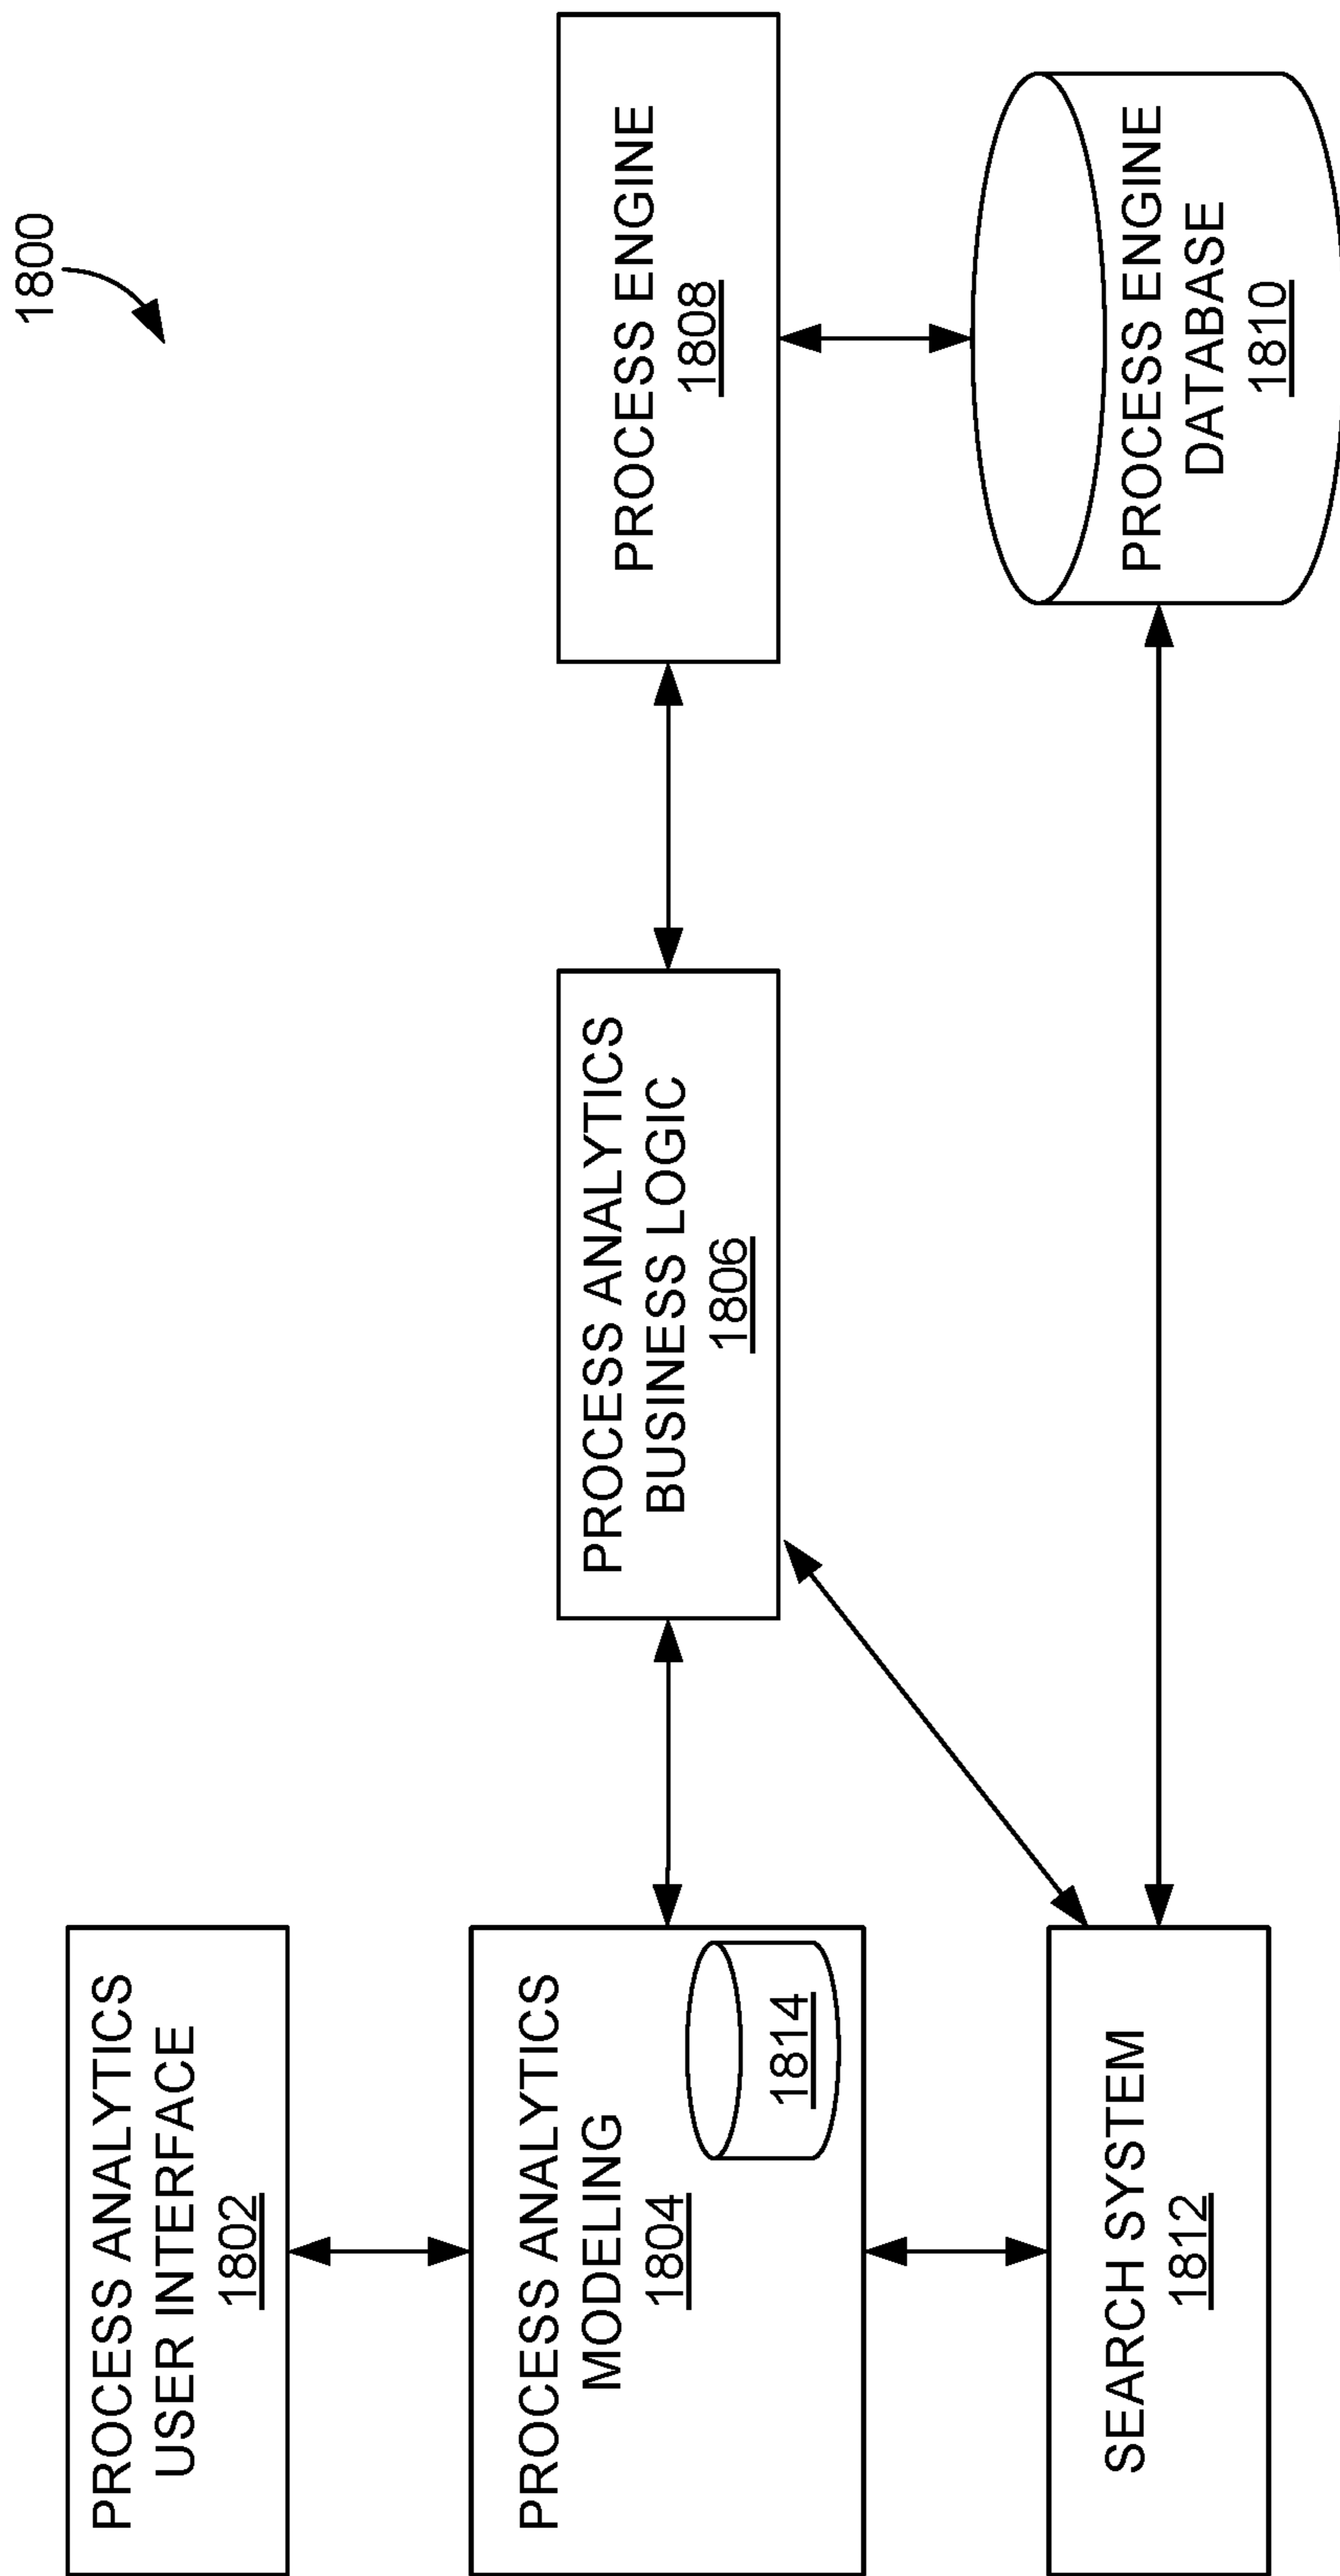 1800
PROCESS ANALYTICS
USER INTERFACE
1802
PROCESS ANALYTICS
MODELING
1804
1814
PROCESS ANALYTICS
BUSINESS LOGIC
1806
PROCESS ENGINE
1808
SEARCH SYSTEM
1812
PROCESS ENGINE
DATABASE
1810